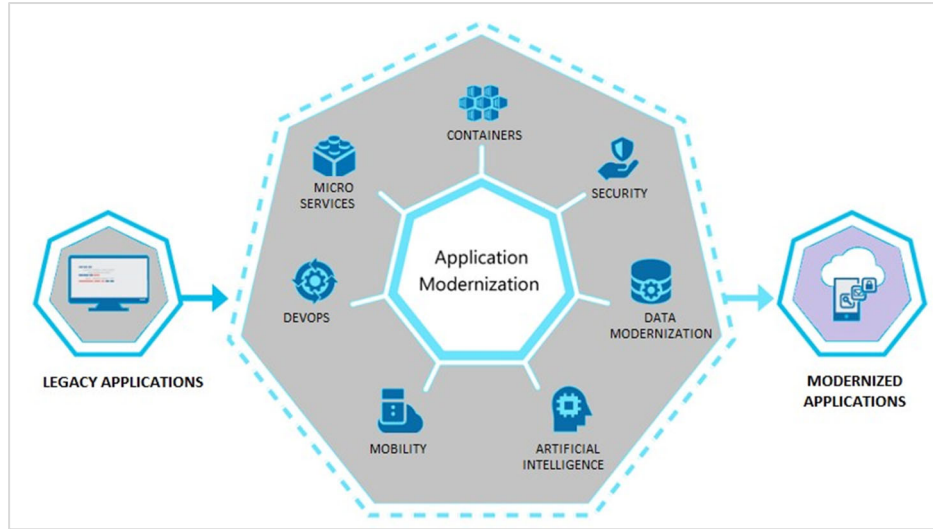 CONTAINERS
SECURITY
MICRO
SERVICES
Application
Modernization
DEVOPS
DATA
MODERNIZATION
LEGACY APPLICATIONS
MODERNIZED
APPLICATIONS
MOBILITY
ARTIFICIAL
INTELLIGENCE